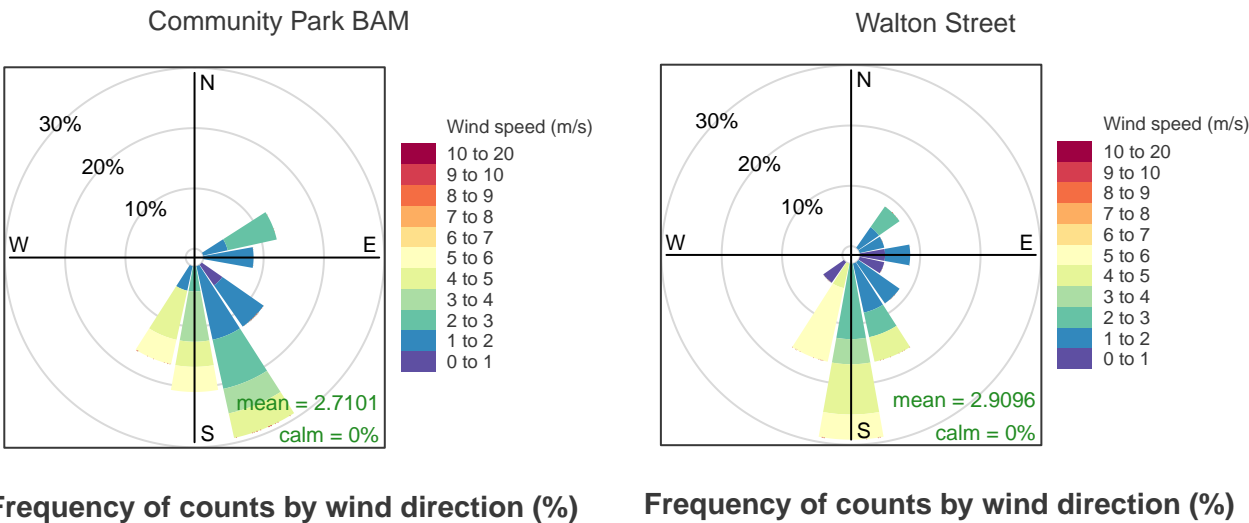 Community Park BAM
N
30%
20%
10%
W
E
mean = 2.7101
S
calm = 0%
Wind speed (m/s)
10 to 20
9 to 10
8 to 9
7 to 8
6 to 7
5 to 6
4 to 5
3 to 4
2 to 3
1 to 2
0 to 1
Frequency of counts by wind direction (%)
Walton Street
N
30%
20%
10%
W
E
mean = 2.9096
S
calm = 0%
Wind speed (m/s)
10 to 20
9 to 10
8 to 9
7 to 8
6 to 7
5 to 6
4 to 5
3 to 4
2 to 3
1 to 2
0 to 1
Frequency of counts by wind direction (%)